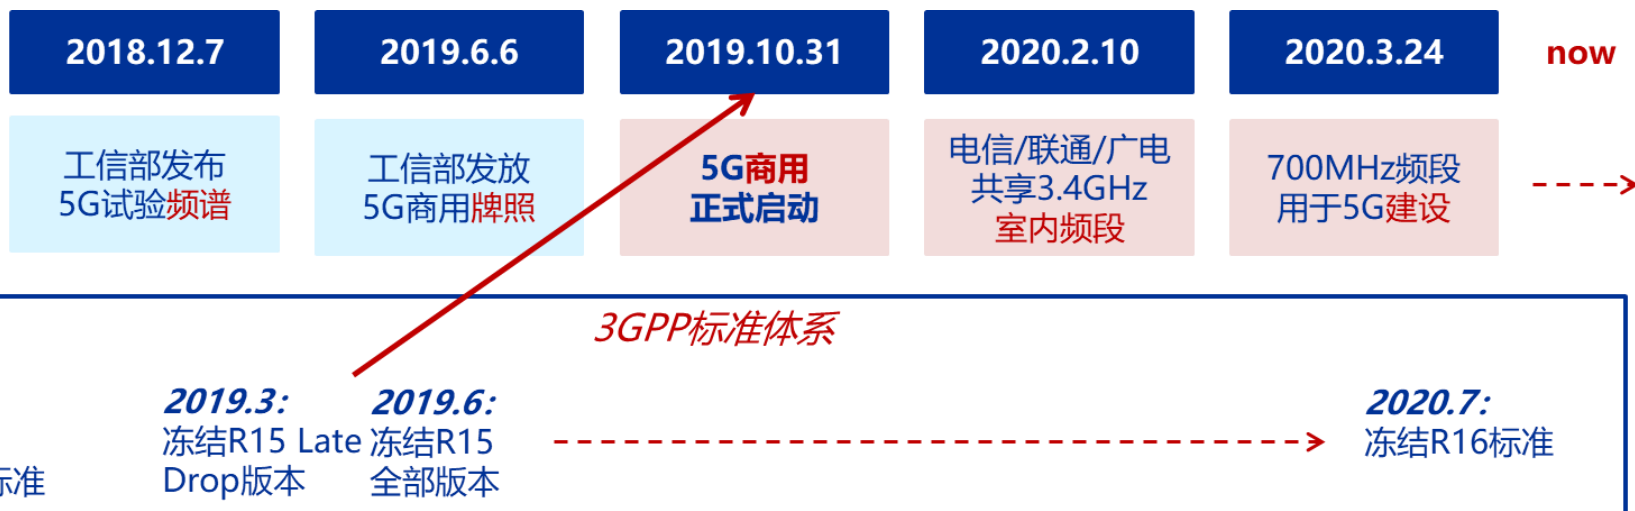 2018.12.7
2019.6.6
2019.10.31
2020.2.10
2020.3.24
now
工信部发布
5G试验频谱
工信部发放
5G商用牌照
5G商用
正式启动
电信/联通/广电
共享3.4GHz
室内频段
700MHz频段
用于5G建设
3GPP标准体系
2019.3:
冻结R15 Late
Drop版本
2019.6:
冻结R15
全部版本
2020.7:
冻结R16标准
标准